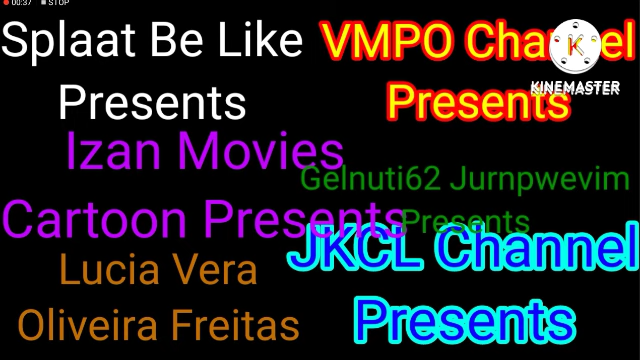 00:37 STOP
Splaat Be Like
Presents
VMPO Channel
Presents
KINEMASTER
Izan Movies
Cartoon Presents
Gelnuti62 Jurnpwevim
Presents
JKCL Channel
Presents
Lucia Vera
Oliveira Freitas